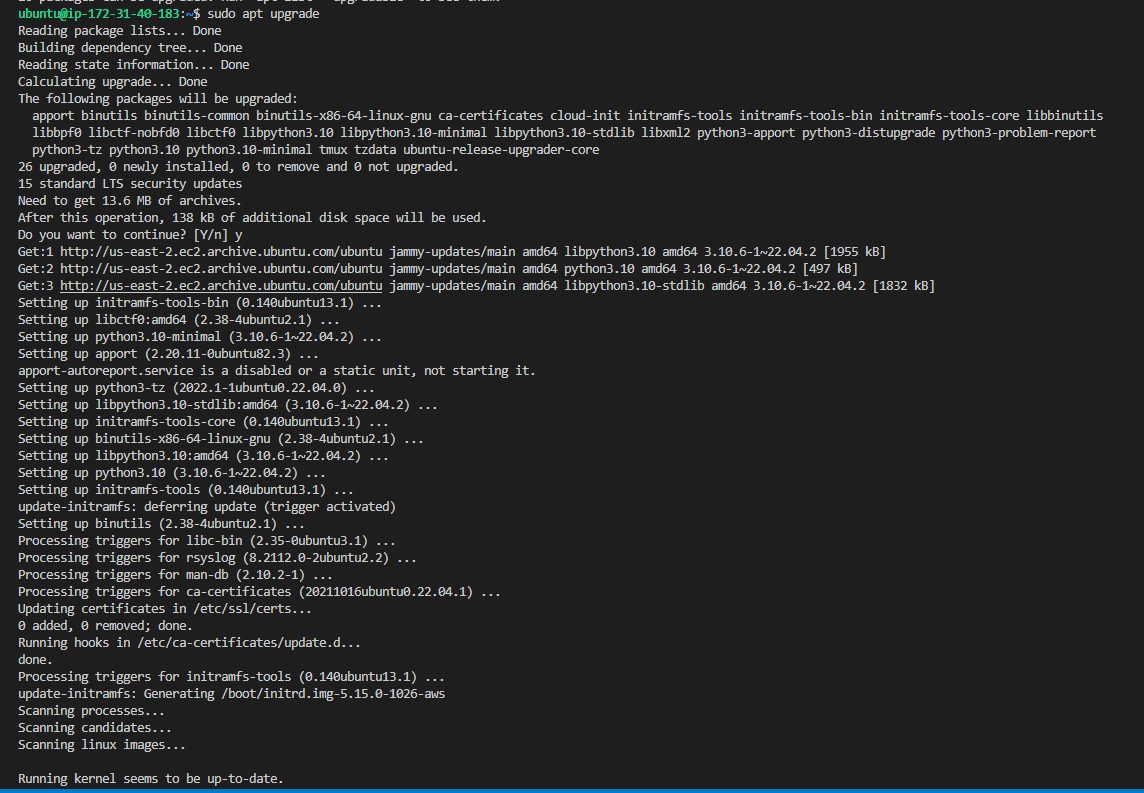 ubuntu@ip-172-31-40-183:~$ sudo apt upgrade
Reading package lists... Done
Building dependency tree... Done
Reading state information... Done
Calculating upgrade... Done
The following packages will be upgraded:
  apport binutils binutils-common binutils-x86-64-linux-gnu ca-certificates cloud-init initramfs-tools initramfs-tools-bin initramfs-tools-core libbinutils
  libbpf0 libctf-nobfd0 libctf0 libpython3.10 libpython3.10-minimal libpython3.10-stdlib libxml2 python3-apport python3-distupgrade python3-problem-report
  python3-tz python3.10 python3.10-minimal tmux tzdata ubuntu-release-upgrader-core
26 upgraded, 0 newly installed, 0 to remove and 0 not upgraded.
15 standard LTS security updates
Need to get 13.6 MB of archives.
After this operation, 138 kB of additional disk space will be used.
Do you want to continue? [Y/n] y
Get:1 http://us-east-2.ec2.archive.ubuntu.com/ubuntu jammy-updates/main amd64 libpython3.10 amd64 3.10.6-1~22.04.2 [1955 kB]
Get:2 http://us-east-2.ec2.archive.ubuntu.com/ubuntu jammy-updates/main amd64 python3.10 amd64 3.10.6-1~22.04.2 [497 kB]
Get:3 http://us-east-2.ec2.archive.ubuntu.com/ubuntu jammy-updates/main amd64 libpython3.10-stdlib amd64 3.10.6-1~22.04.2 [1832 kB]
Setting up initramfs-tools-bin (0.140ubuntu13.1) ...
Setting up libctf0:amd64 (2.38-4ubuntu2.1) ...
Setting up python3.10-minimal (3.10.6-1~22.04.2) ...
Setting up apport (2.20.11-0ubuntu82.3) ...
apport-autoreport.service is a disabled or a static unit, not starting it.
Setting up python3-tz (2022.1-1ubuntu0.22.04.0) ...
Setting up libpython3.10-stdlib:amd64 (3.10.6-1~22.04.2) ...
Setting up initramfs-tools-core (0.140ubuntu13.1) ...
Setting up binutils-x86-64-linux-gnu (2.38-4ubuntu2.1) ...
Setting up libpython3.10:amd64 (3.10.6-1~22.04.2) ...
Setting up python3.10 (3.10.6-1~22.04.2) ...
Setting up initramfs-tools (0.140ubuntu13.1) ...
update-initramfs: deferring update (trigger activated)
Setting up binutils (2.38-4ubuntu2.1) ...
Processing triggers for libc-bin (2.35-0ubuntu3.1) ...
Processing triggers for rsyslog (8.2112.0-2ubuntu2.2) ...
Processing triggers for man-db (2.10.2-1) ...
Processing triggers for ca-certificates (20211016ubuntu0.22.04.1) ...
Updating certificates in /etc/ssl/certs...
0 added, 0 removed; done.
Running hooks in /etc/ca-certificates/update.d...
done.
Processing triggers for initramfs-tools (0.140ubuntu13.1) ...
update-initramfs: Generating /boot/initrd.img-5.15.0-1026-aws
Scanning processes...
Scanning candidates...
Scanning linux images...
Running kernel seems to be up-to-date.